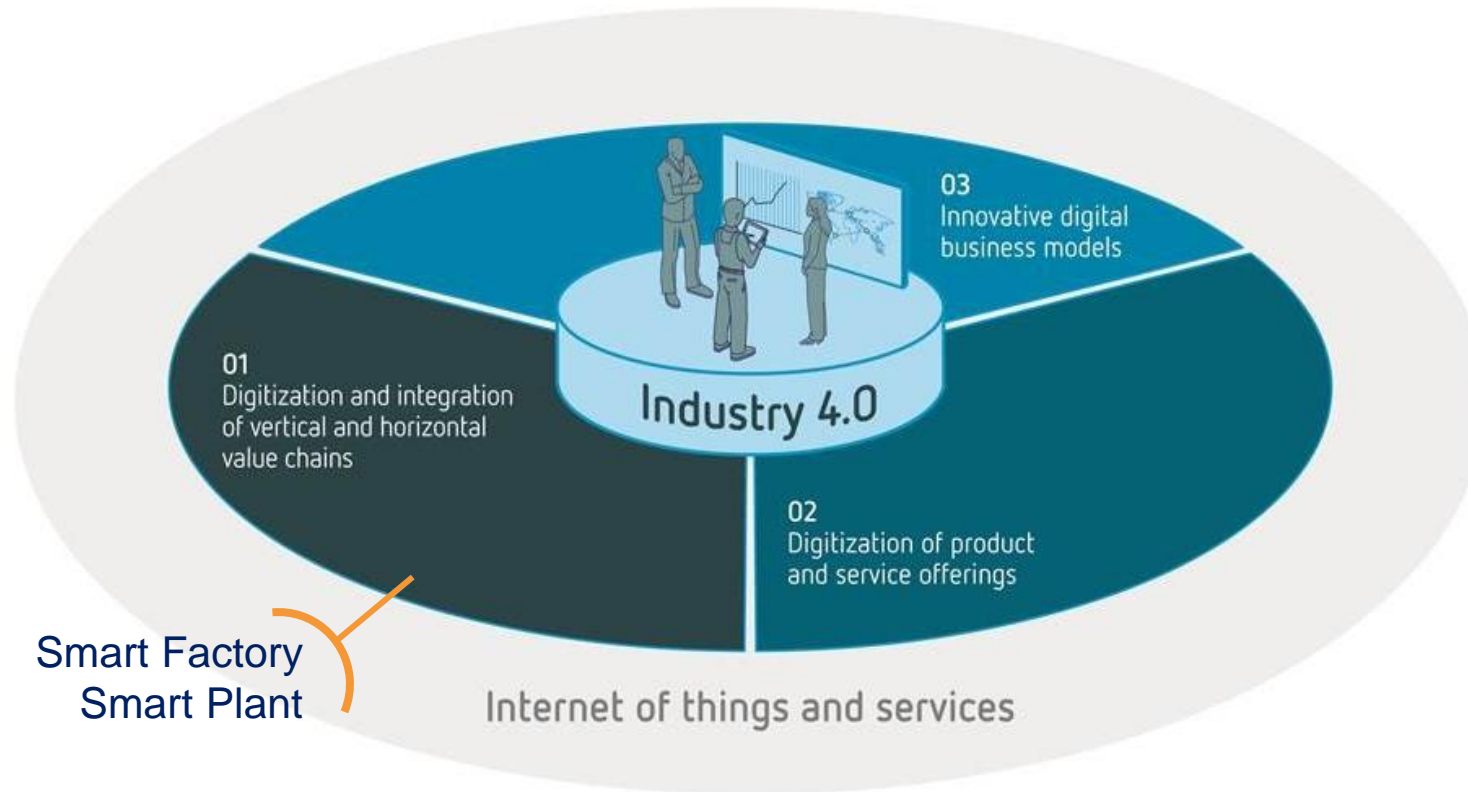 03
Innovative digital
business models
01
Digitization and integration
of vertical and horizontal
value chains
Industry 4.0
02
Digitization of product
and service offerings
Smart Factory
Smart Plant
Internet of things and services